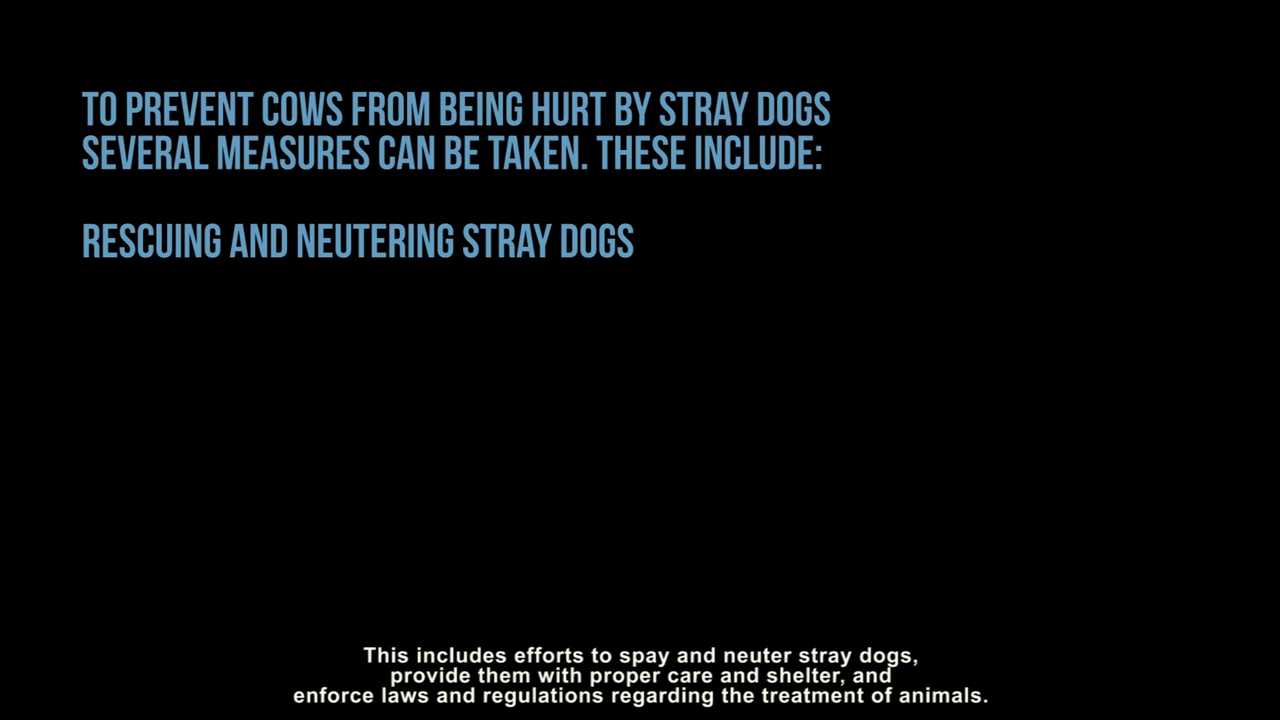 TO PREVENT COWS FROM BEING HURT BY STRAY DOGS
SEVERAL MEASURES CAN BE TAKEN. THESE INCLUDE:
RESCUING AND NEUTERING STRAY DOGS
This includes efforts to spay and neuter stray dogs,
provide them with proper care and shelter, and
enforce laws and regulations regarding the treatment of animals.